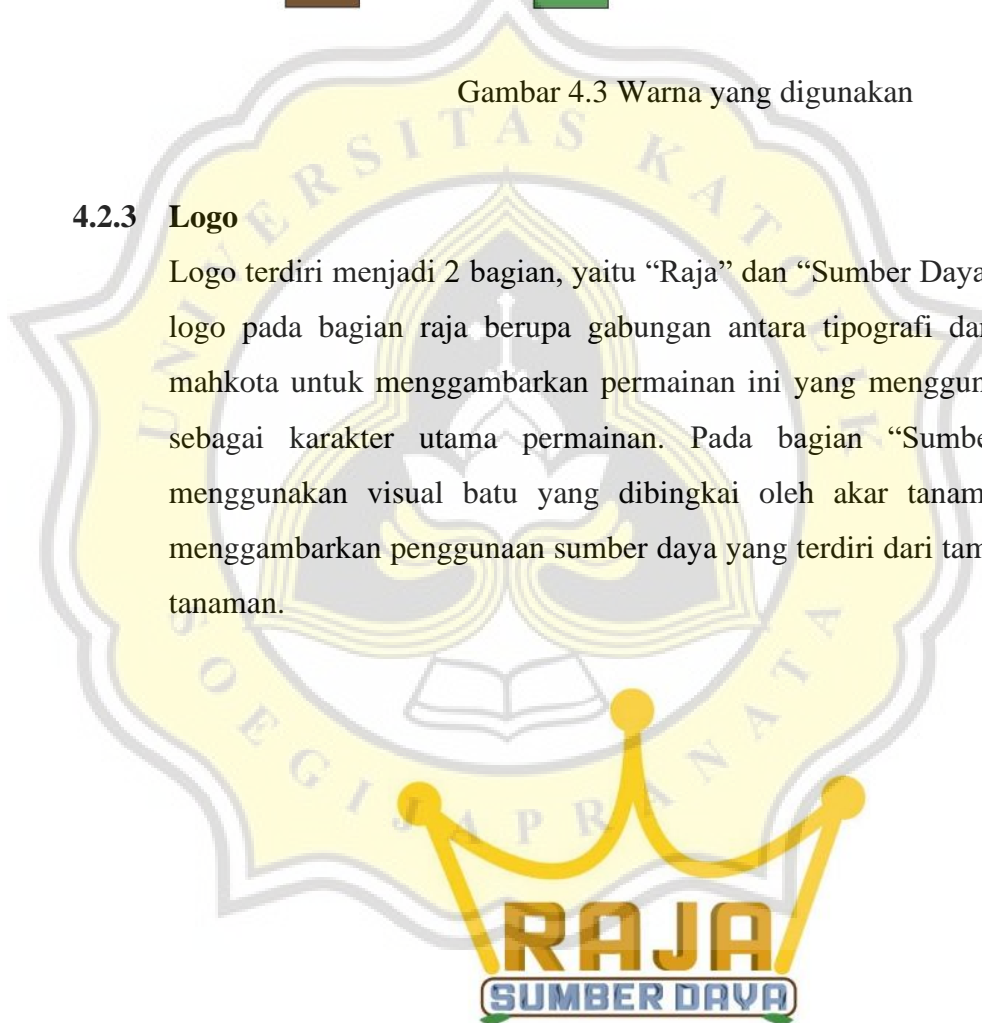 Gambar 4.3 Warna yang digunakan
UNIVERSITAS KATOLIK
4.2.3 Logo
Logo terdiri menjadi 2 bagian, yaitu “Raja” dan “Sumber Daya
logo pada bagian raja berupa gabungan antara tipografi dan
mahkota untuk menggambarkan permainan ini yang menggun
sebagai karakter utama permainan. Pada bagian “Sumbe
menggunakan visual batu yang dibingkai oleh akar tanam
menggambarkan penggunaan sumber daya yang terdiri dari tam
tanaman.
SOEGIJAPRANATA
RAJA
SUMBER DAYA